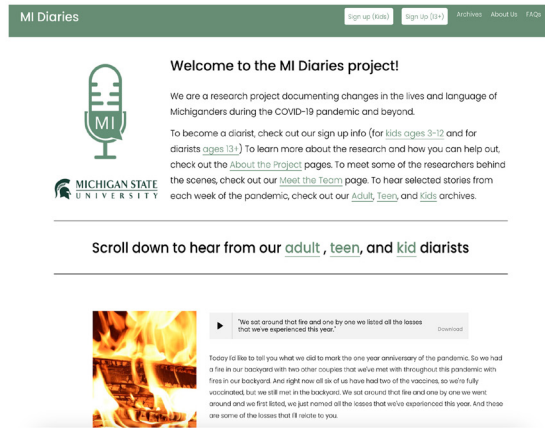 MI Diaries
Sign up (Kids)
Sign Up (13+)
Archives
About Us
FAQs
Welcome to the MI Diaries project!
We are a research project documenting changes in the lives and language of
Michiganders during the COVID-19 pandemic and beyond.
To become a diarist, check out our sign up info (for kids ages 3-12 and for
diarists ages 13+) To learn more about the research and how you can help out,
check out the About the Project pages. To meet some of the researchers behind
the scenes, check out our Meet the Team page. To hear selected stories from
each week of the pandemic, check out our Adult, Teen, and Kids archives.
MI
MICHIGAN STATE
UNIVERSITY
Scroll down to hear from our adult , teen, and kid diarists
"We sat around that fire and one by one we listed all the losses
that we've experienced this year."
Download
Today I'd like to tell you what we did to mark the one year anniversary of the pandemic. So we had
a fire in our backyard with two other couples that we've met with throughout this pandemic with
fires in our backyard. And right now all six of us have had two of the vaccines, so we're fully
vaccinated, but we still met in the backyard. We sat around that fire and one by one we went
around and we first listed, we just named all the losses that we've experienced this year. And these
are some of the losses that I'll relate to you.